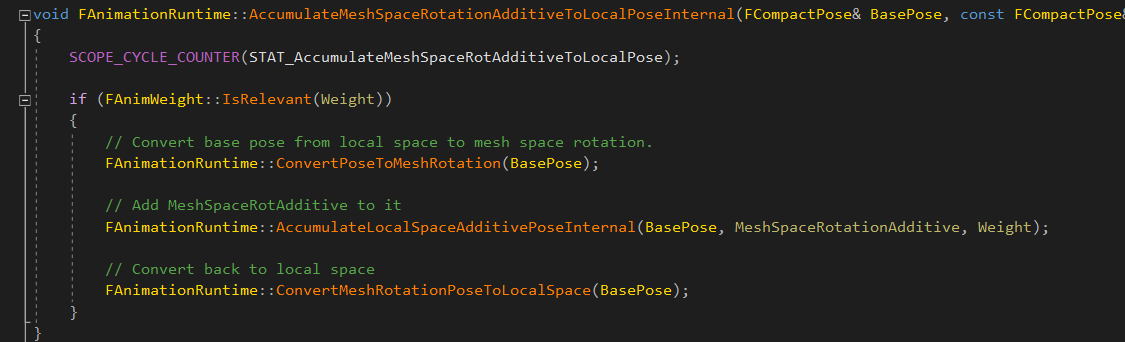 void FAnimationRuntime::AccumulateMeshSpaceRotationAdditiveToLocalPoseInternal(FCompactPose& BasePose, const FCompactPose&
{
SCOPE_CYCLE_COUNTER(STAT_AccumulateMeshSpaceRotAdditiveToLocalPose);
if (FAnimWeight::IsRelevant(Weight))
{
// Convert base pose from local space to mesh space rotation.
FAnimationRuntime::ConvertPoseToMeshRotation(BasePose);
// Add MeshSpaceRotAdditive to it
FAnimationRuntime::AccumulateLocalSpaceAdditivePoseInternal(BasePose, MeshSpaceRotationAdditive, Weight);
// Convert back to local space
FAnimationRuntime::ConvertMeshRotationPoseToLocalSpace(BasePose);
}
}